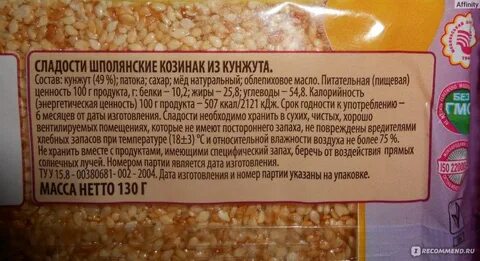 Affinity
СЛАДОСТИ ШПОЛЯНСКИЕ КОЗИНАК ИЗ КУНЖУТА.
Состав: кунжут (49 %); патока; сахар; мёд натуральный; облепиховое масло. Питательная (пищевая)
ценность 100 г продукта, г: белки – 10,2; жиры – 25,8; углеводы – 54,8. Калорийность
(энергетическая ценность) 100 г продукта – 507 ккал/2121 кДж. Срок годности к употреблению –
6 месяцев от даты изготовления. Сладости необходимо хранить в сухих, чистых, хорошо
вентилируемых помещениях, которые не имеют постороннего запаха, не повреждены вредителями
хлебных запасов при температуре (18±3) °С и относительной влажности воздуха не более 75 %.
Не хранить вместе с продуктами, имеющими специфический запах, беречь от воздействия прямых
солнечных лучей. Номером партии является дата изготовления.
ТУ У 15.8 – 00380681- 002 - 2004. Дата изготовления и номер партии указаны на упаковке.
МАССА НЕТТО 130 Г
БЕЗ
ГМО
ISO 22000
IRECOMMEND.RU